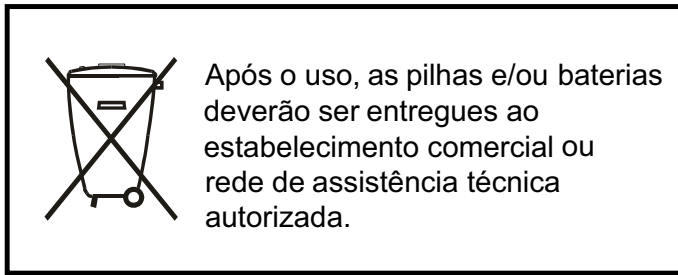 Após o uso, as pilhas e/ou baterias
deverão ser entregues ao
estabelecimento comercial ou
rede de assistência técnica
autorizada.